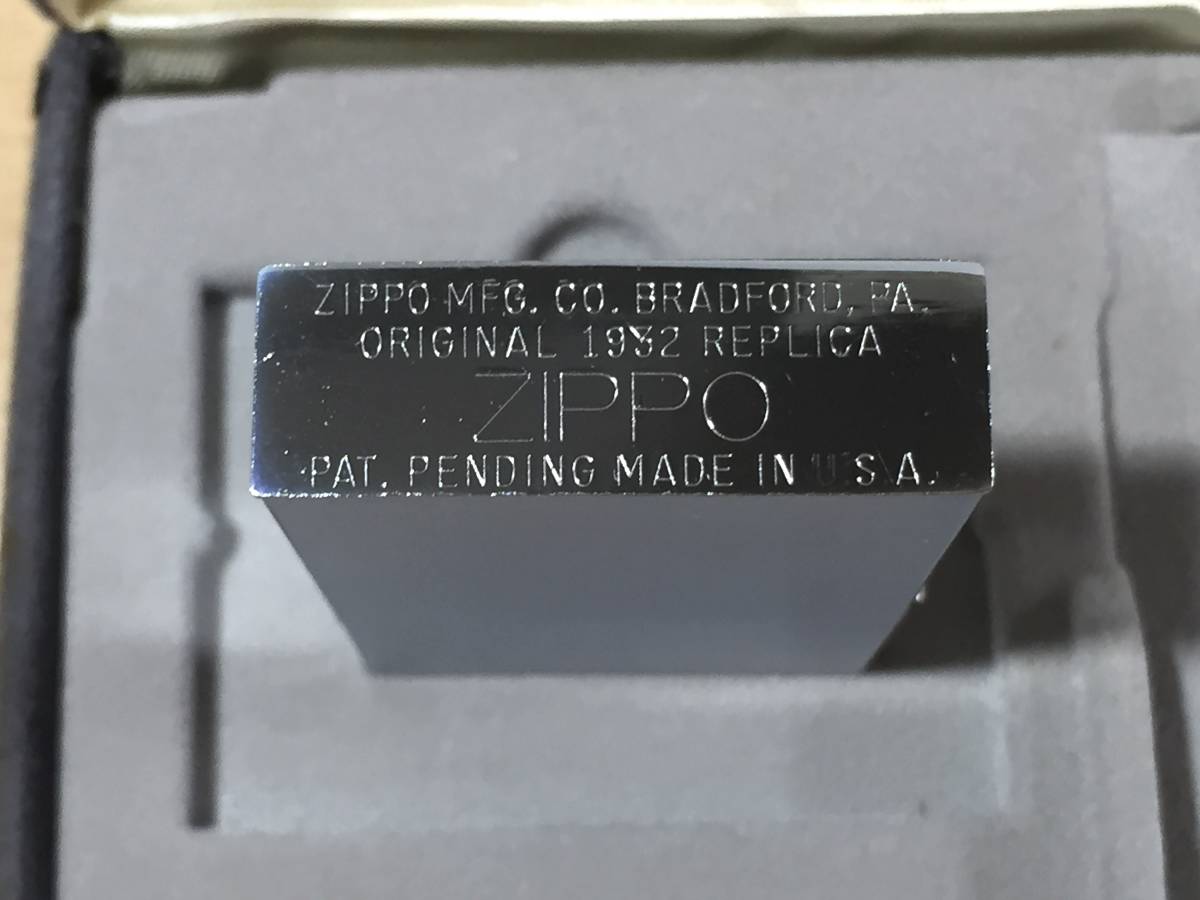 ZIPPO MFG. CO. BRADFORD, PA.
ORIGINAL 1932 REPLICA
ZIPPO
PAT. PENDING MADE IN U.S.A.